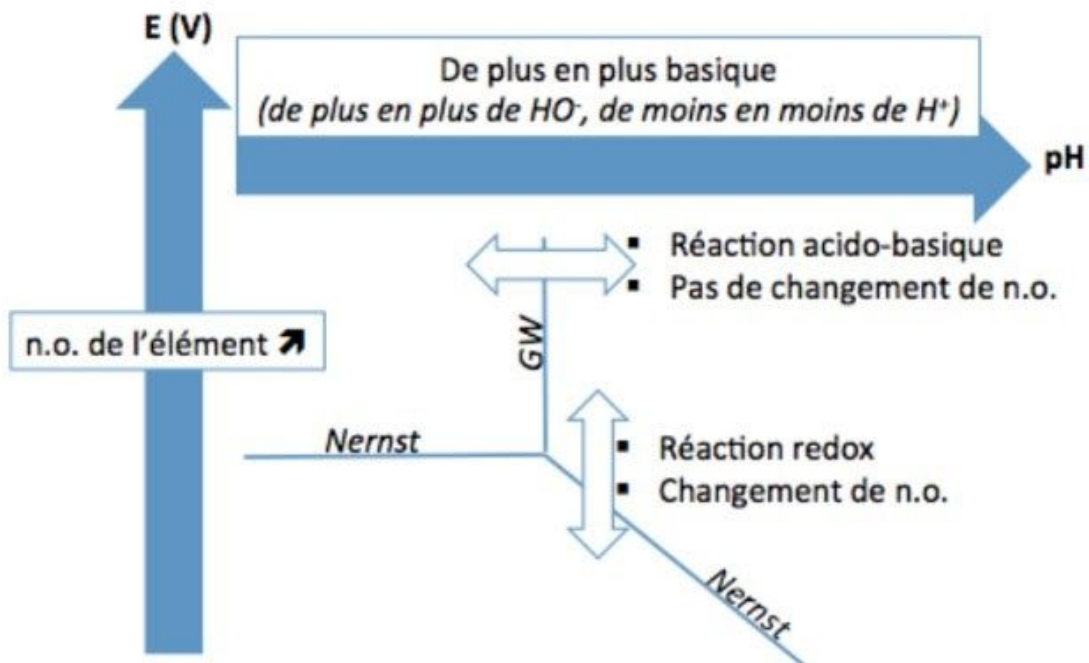 E (V)
De plus en plus basique
(de plus en plus de HO⁻, de moins en moins de H⁺)
pH
▪ Réaction acido-basique
▪ Pas de changement de n.o.
n.o. de l'élément ↗
GW
Nernst
▪ Réaction redox
▪ Changement de n.o.
Nernst